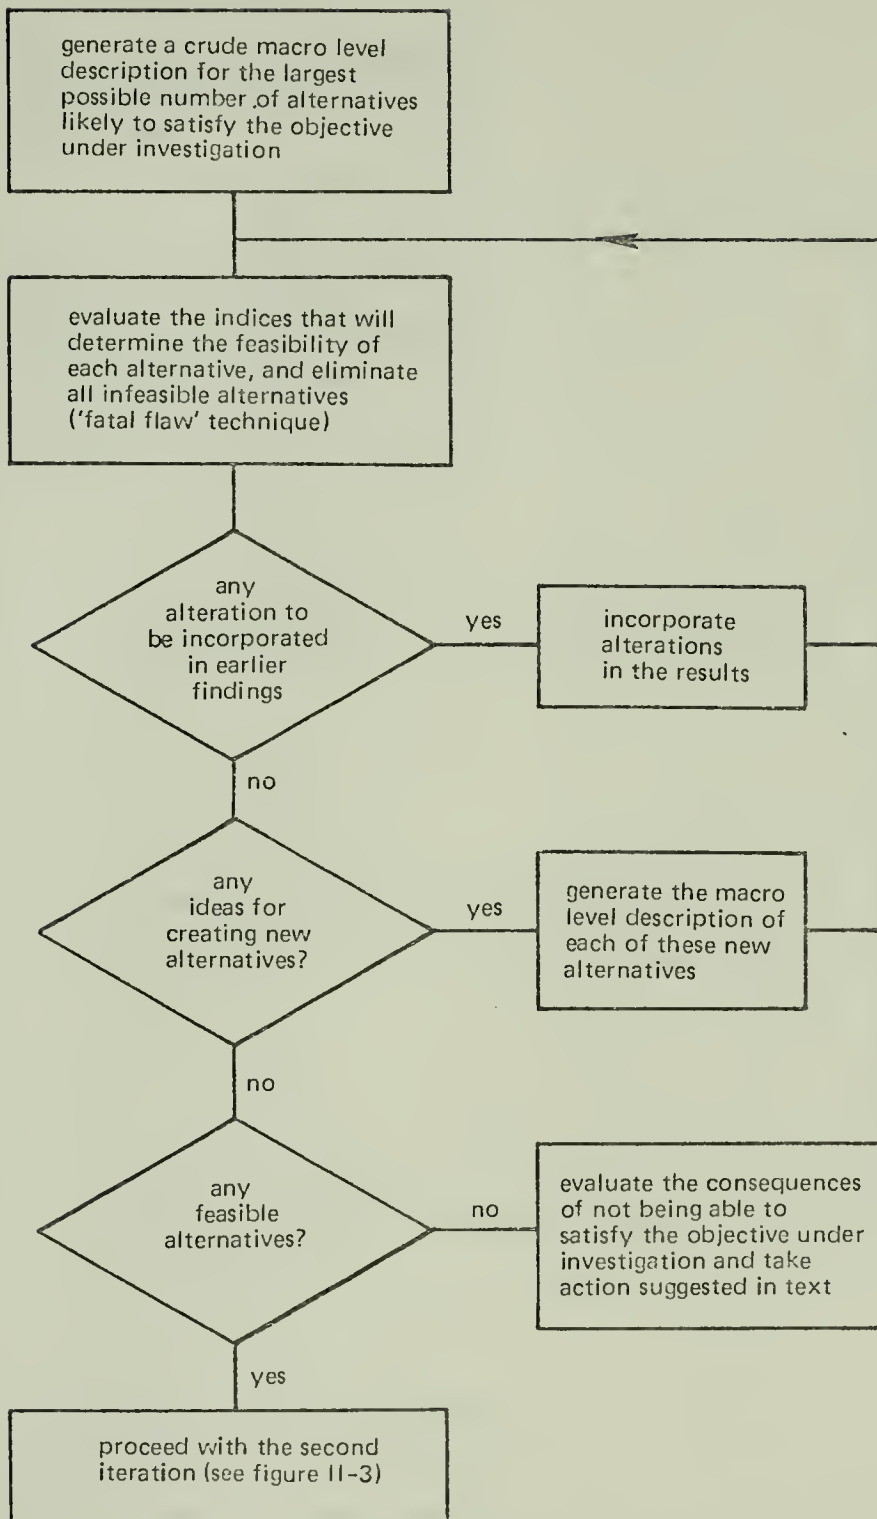 generate a crude macro level
description for the largest
possible number of alternatives
likely to satisfy the objective
under investigation
evaluate the indices that will
determine the feasibility of
each alternative, and eliminate
all infeasible alternatives
('fatal flaw' technique)
any
alteration to
be incorporated
in earlier
findings
yes
incorporate
alterations
in the results
no
any
ideas for
creating new
alternatives?
yes
generate the macro
level description of
each of these new
alternatives
no
any
feasible
alternatives?
no
evaluate the consequences
of not being able to
satisfy the objective under
investigation and take
action suggested in text
yes
proceed with the second
iteration (see figure II-3)